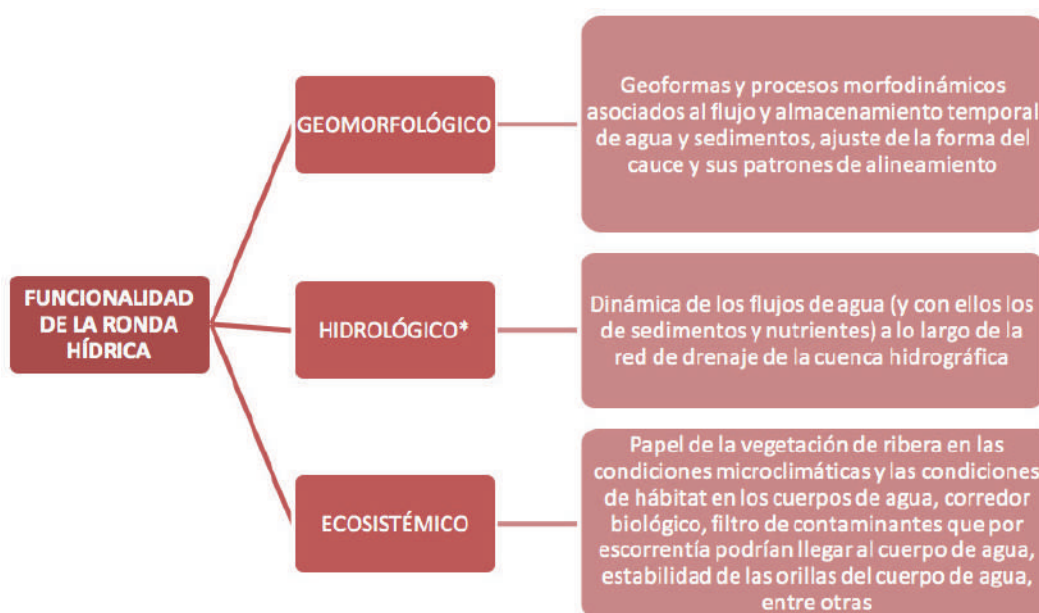 FUNCIONALIDAD
DE LA RONDA
HÍDRICA
GEOMORFOLÓGICO
Geoformas y procesos morfodinámicos
asociados al flujo y almacenamiento temporal
de agua y sedimentos, ajuste de la forma del
cauce y sus patrones de alineamiento
HIDROLÓGICO*
Dinámica de los flujos de agua (y con ellos los
de sedimentos y nutrientes) a lo largo de la
red de drenaje de la cuenca hidrográfica
ECOSISTÉMICO
Papel de la vegetación de ribera en las
condiciones microclimáticas y las condiciones
de hábitat en los cuerpos de agua, corredor
biológico, filtro de contaminantes que por
escorrentía podrían llegar al cuerpo de agua,
estabilidad de las orillas del cuerpo de agua,
entre otras